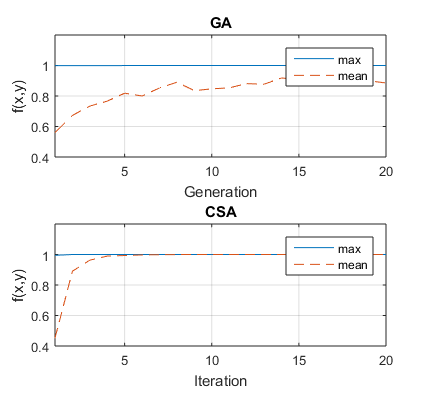 GA
f(x,y)
1
0.8
0.6
0.4
max
mean
5
10
15
20
Generation
CSA
f(x,y)
1
0.8
0.6
0.4
max
mean
5
10
15
20
Iteration